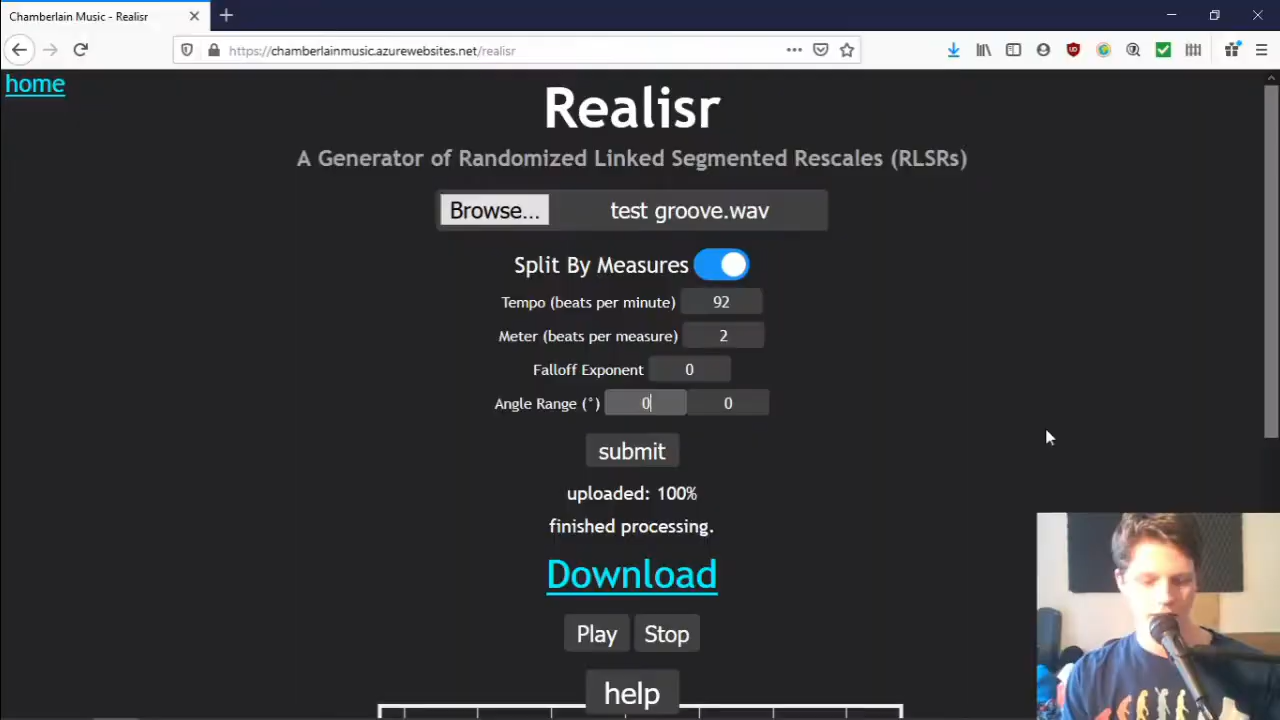 Chamberlain Music - Realisr
https://chamberlainmusic.azurewebsites.net/realisr
home
Realisr
A Generator of Randomized Linked Segmented Rescales (RLSRs)
Browse... test groove.wav
Split By Measures
Tempo (beats per minute) 92
Meter (beats per measure) 2
Falloff Exponent 0
Angle Range (°) 0 0
submit
uploaded: 100%
finished processing.
Download
Play Stop
help